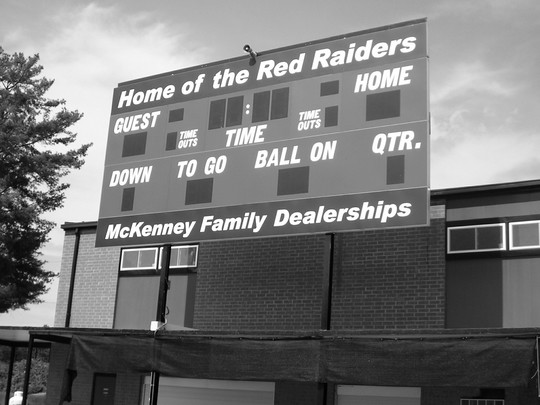 Home of the Red Raiders
GUEST : HOME
TIME OUTS TIME TIME OUTS
DOWN TO GO BALL ON QTR.
McKenney Family Dealerships